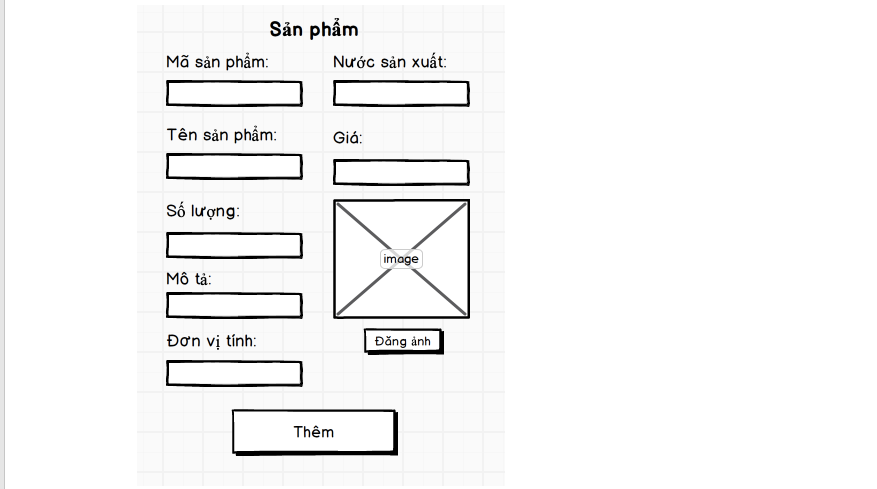 Sản phẩm
Mã sản phẩm:
Nước sản xuất:
Tên sản phẩm:
Giá:
Số lượng:
image
Mô tả:
Đăng ảnh
Đơn vị tính:
Thêm